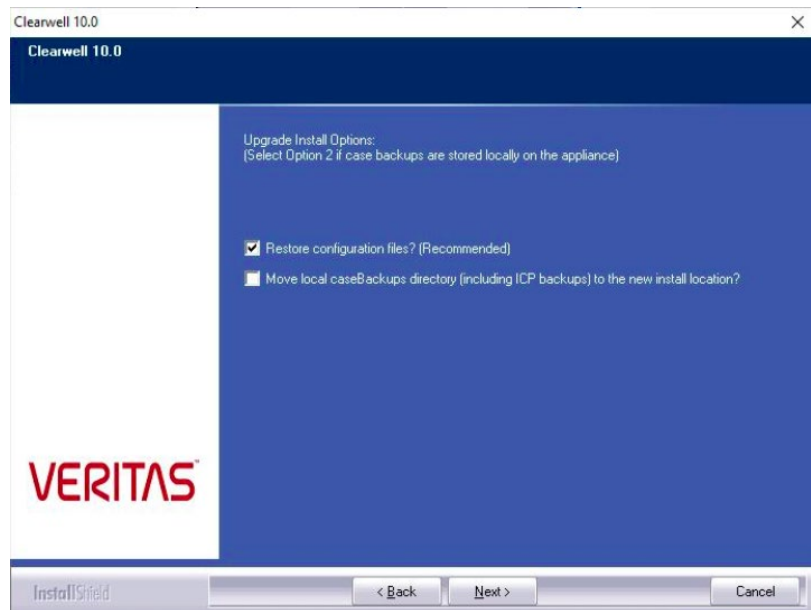 Clearwell 10.0
Clearwell 10.0
Upgrade Install Options:
(Select Option 2 if case backups are stored locally on the appliance)
Restore configuration files? (Recommended)
Move local caseBackups directory (including ICP backups) to the new install location?
VERITAS
InstallShield
< Back
Next >
Cancel